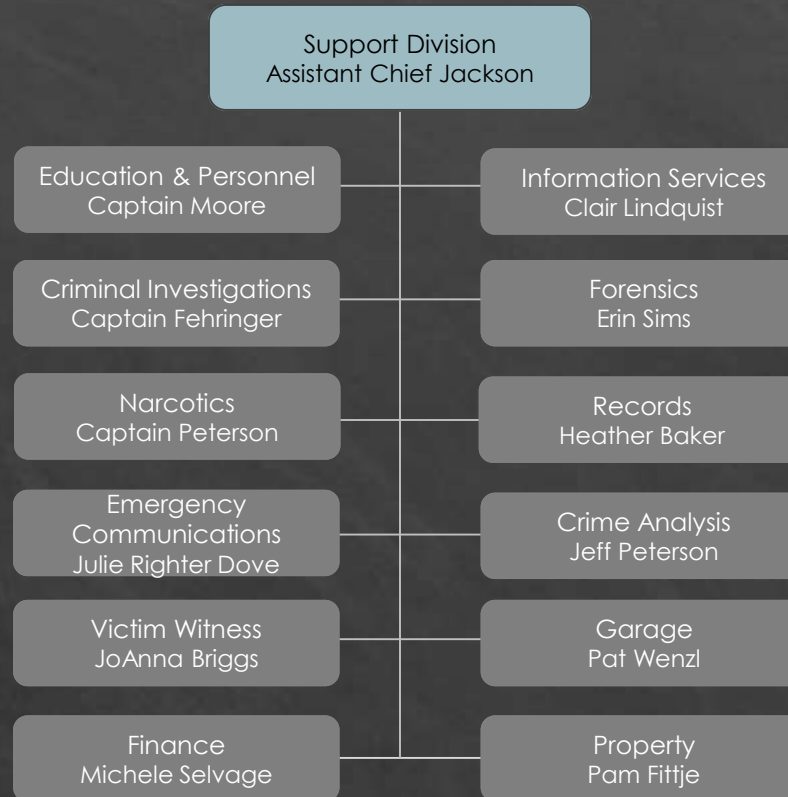 Support Division
Assistant Chief Jackson
Education & Personnel
Captain Moore
Information Services
Clair Lindquist
Criminal Investigations
Captain Fehringer
Forensics
Erin Sims
Narcotics
Captain Peterson
Records
Heather Baker
Emergency
Communications
Julie Righter Dove
Crime Analysis
Jeff Peterson
Victim Witness
JoAnna Briggs
Garage
Pat Wenzl
Finance
Michele Selvage
Property
Pam Fittje